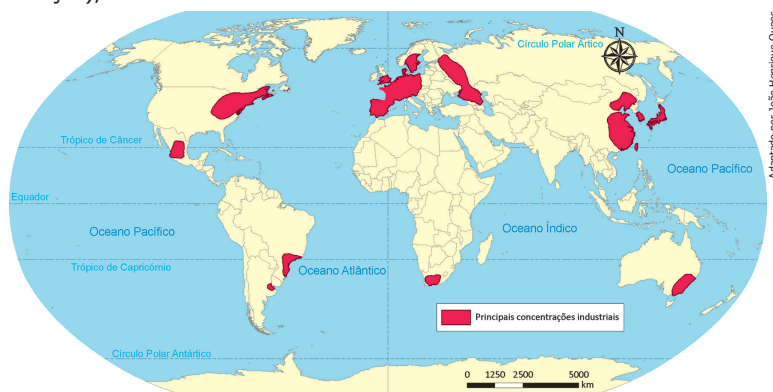 Círculo Polar Ártico
N
Trópico de Câncer
Oceano Pacífico
Equador
Oceano Pacífico
Oceano Índico
Trópico de Capricórnio
Oceano Atlântico
Principais concentrações industriais
Círculo Polar Antártico
0 1250 2500 5000
km